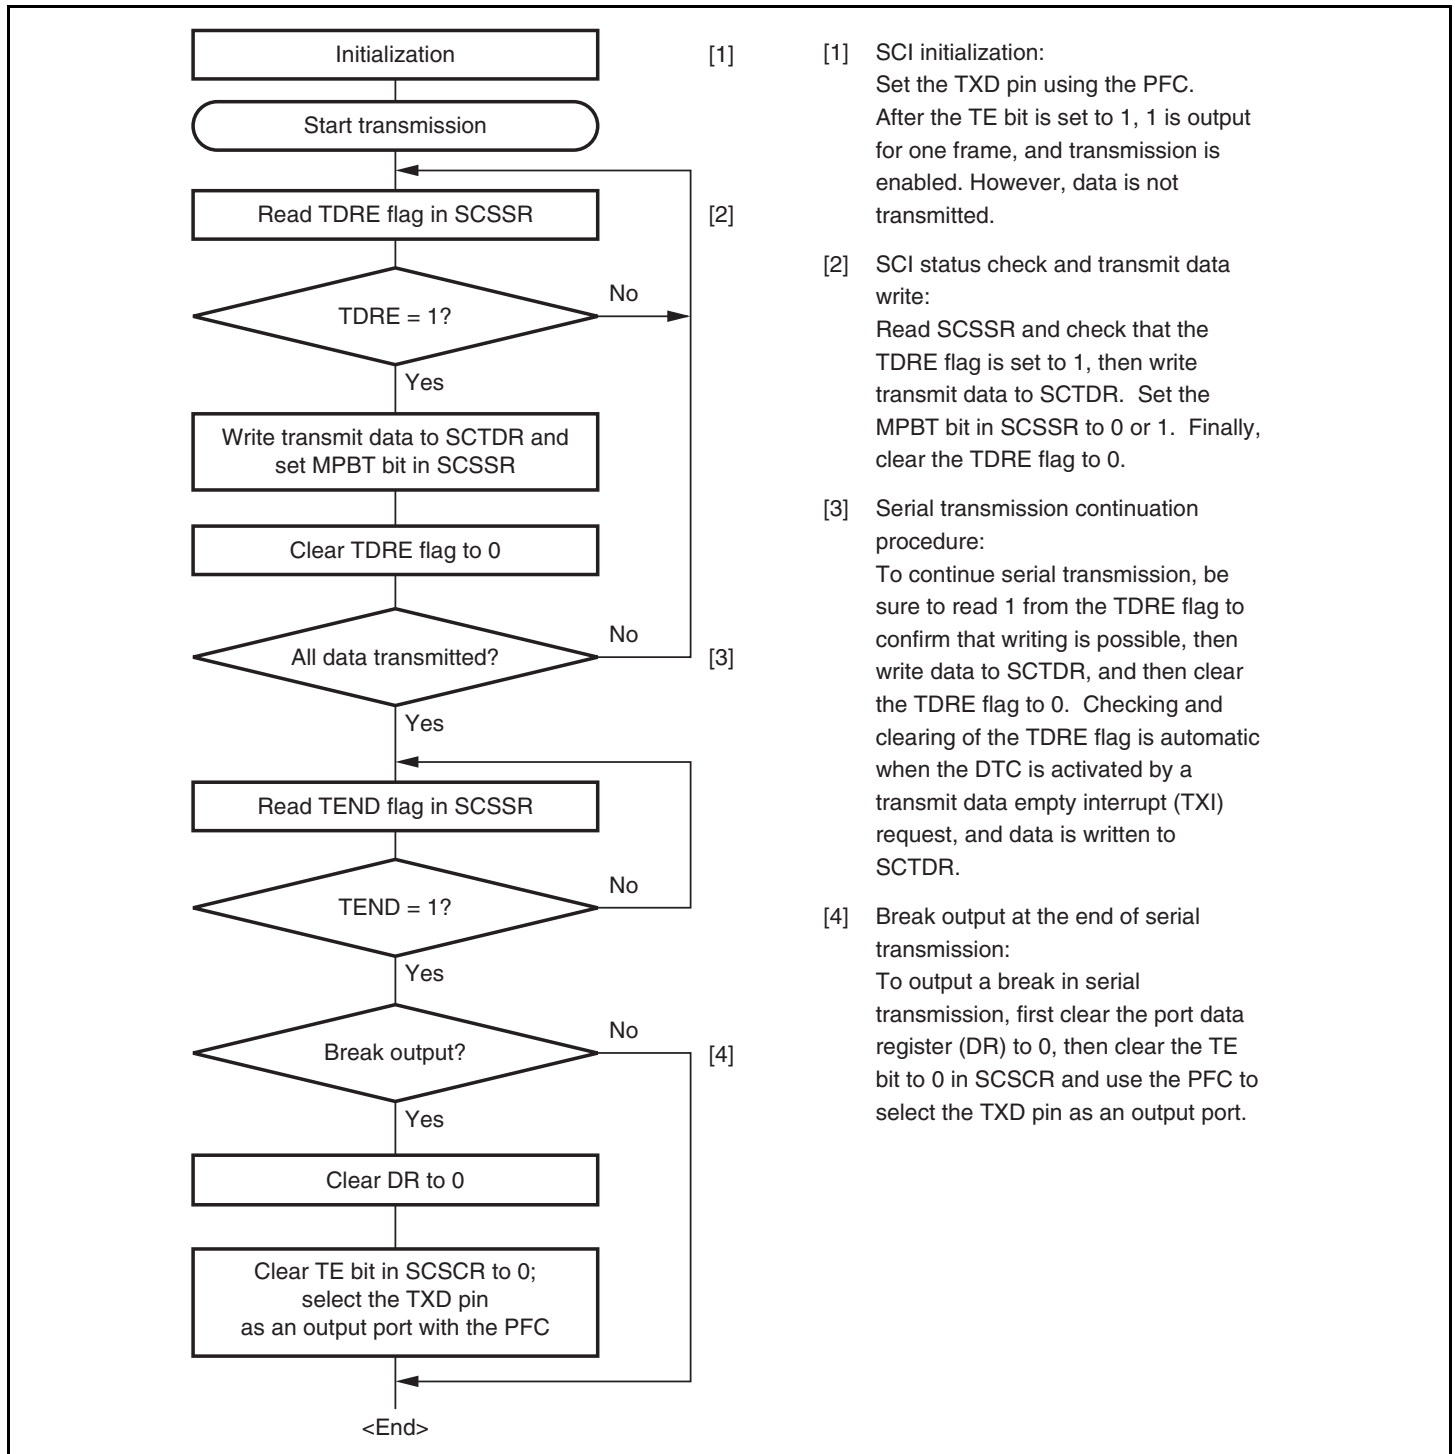 Initialization
[1]
Start transmission
Read TDRE flag in SCSSR
[2]
TDRE = 1?
No
Yes
Write transmit data to SCTDR and
set MPBT bit in SCSSR
Clear TDRE flag to 0
All data transmitted?
No
[3]
Yes
Read TEND flag in SCSSR
TEND = 1?
No
Yes
Break output?
No
[4]
Yes
Clear DR to 0
Clear TE bit in SCSCR to 0;
select the TXD pin
as an output port with the PFC
<End>
[1] SCI initialization:
Set the TXD pin using the PFC.
After the TE bit is set to 1, 1 is output
for one frame, and transmission is
enabled. However, data is not
transmitted.
[2] SCI status check and transmit data
write:
Read SCSSR and check that the
TDRE flag is set to 1, then write
transmit data to SCTDR. Set the
MPBT bit in SCSSR to 0 or 1. Finally,
clear the TDRE flag to 0.
[3] Serial transmission continuation
procedure:
To continue serial transmission, be
sure to read 1 from the TDRE flag to
confirm that writing is possible, then
write data to SCTDR, and then clear
the TDRE flag to 0. Checking and
clearing of the TDRE flag is automatic
when the DTC is activated by a
transmit data empty interrupt (TXI)
request, and data is written to
SCTDR.
[4] Break output at the end of serial
transmission:
To output a break in serial
transmission, first clear the port data
register (DR) to 0, then clear the TE
bit to 0 in SCSCR and use the PFC to
select the TXD pin as an output port.